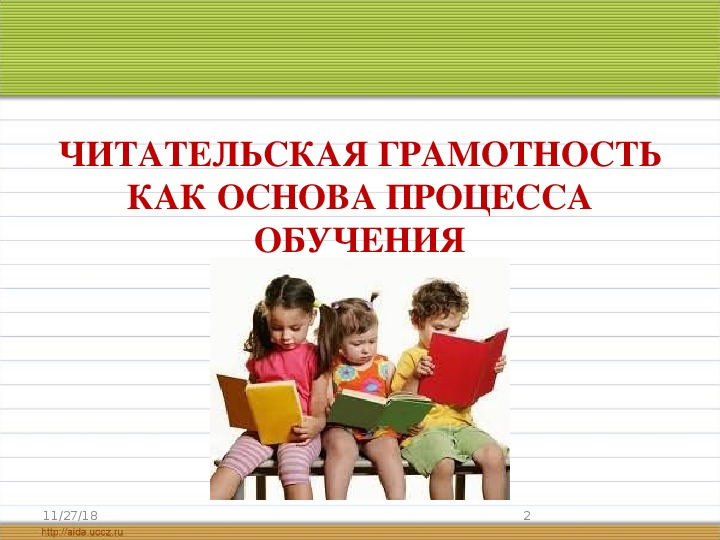 ЧИТАТЕЛЬСКАЯ ГРАМОТНОСТЬ
КАК ОСНОВА ПРОЦЕССА
ОБУЧЕНИЯ
11/27/18
2
http://aida.ucoz.ru